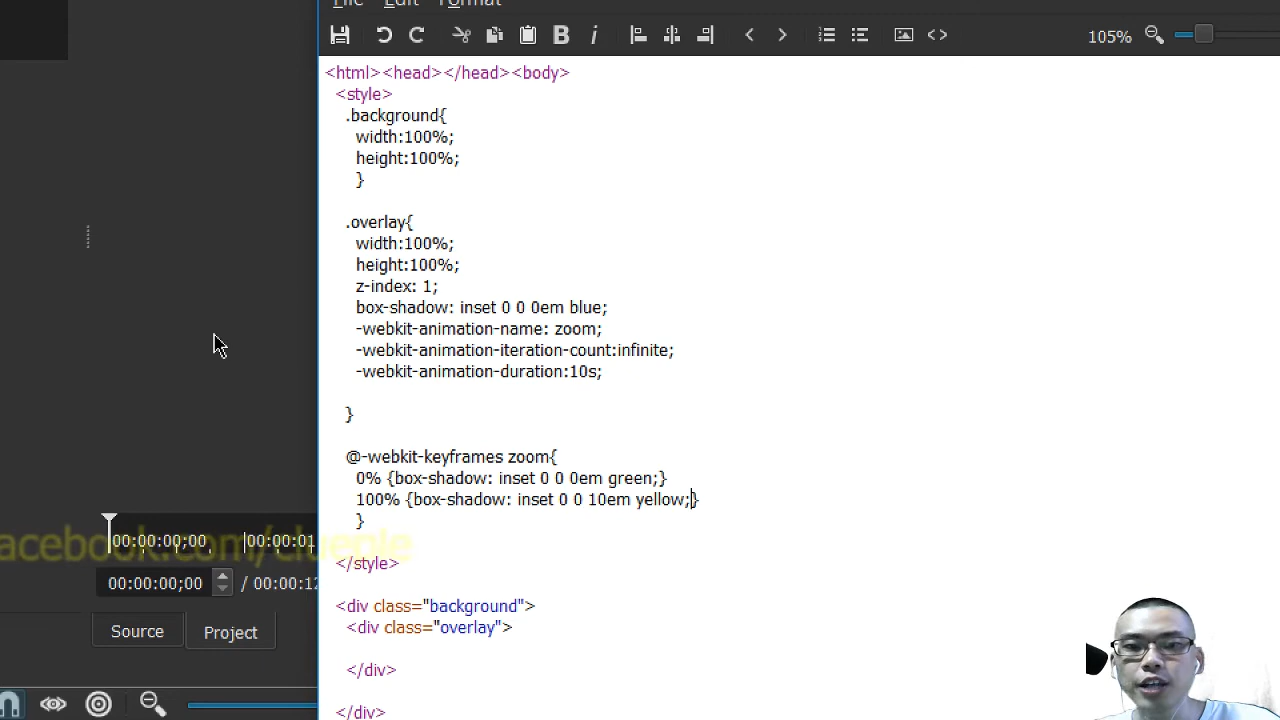 File Edit Format
105%
<html><head></head><body>
<style>
.background{
width:100%;
height:100%;
}
.overlay{
width:100%;
height:100%;
z-index: 1;
box-shadow: inset 0 0 0em blue;
-webkit-animation-name: zoom;
-webkit-animation-iteration-count:infinite;
-webkit-animation-duration:10s;
}
@-webkit-keyframes zoom{
0% {box-shadow: inset 0 0 0em green;}
100% {box-shadow: inset 0 0 10em yellow;}
}
</style>
<div class="background">
<div class="overlay">
</div>
</div>
00:00:00;00 00:00:01
acebook.com/clueple
00:00:00;00 / 00:00:12
Source Project